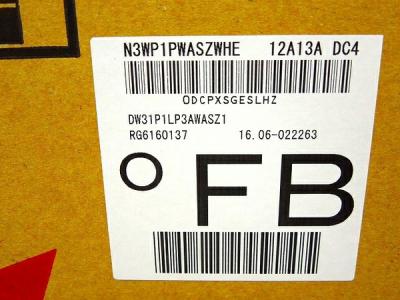 N3WP1PWASZWHE 12A13A DC4
ODCPXSGESLHZ
DW31P1LP3AWASZ1
RG6160137 16.06-022263
°FB